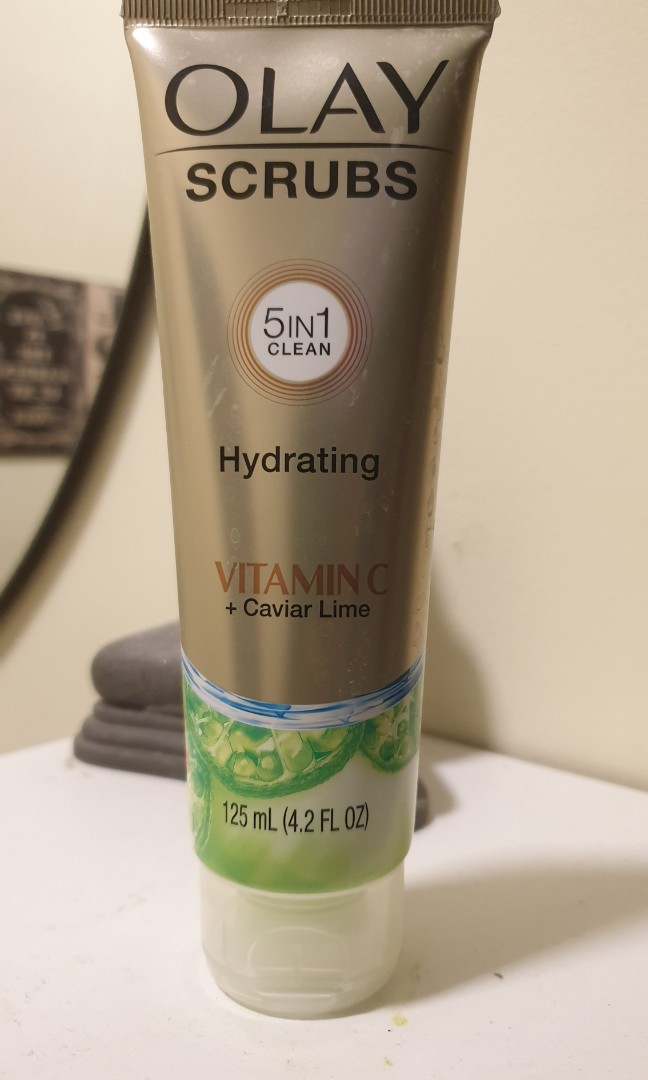 OLAY
SCRUBS
5IN1
CLEAN
Hydrating
VITAMIN C
+ Caviar Lime
125 mL (4.2 FL OZ)